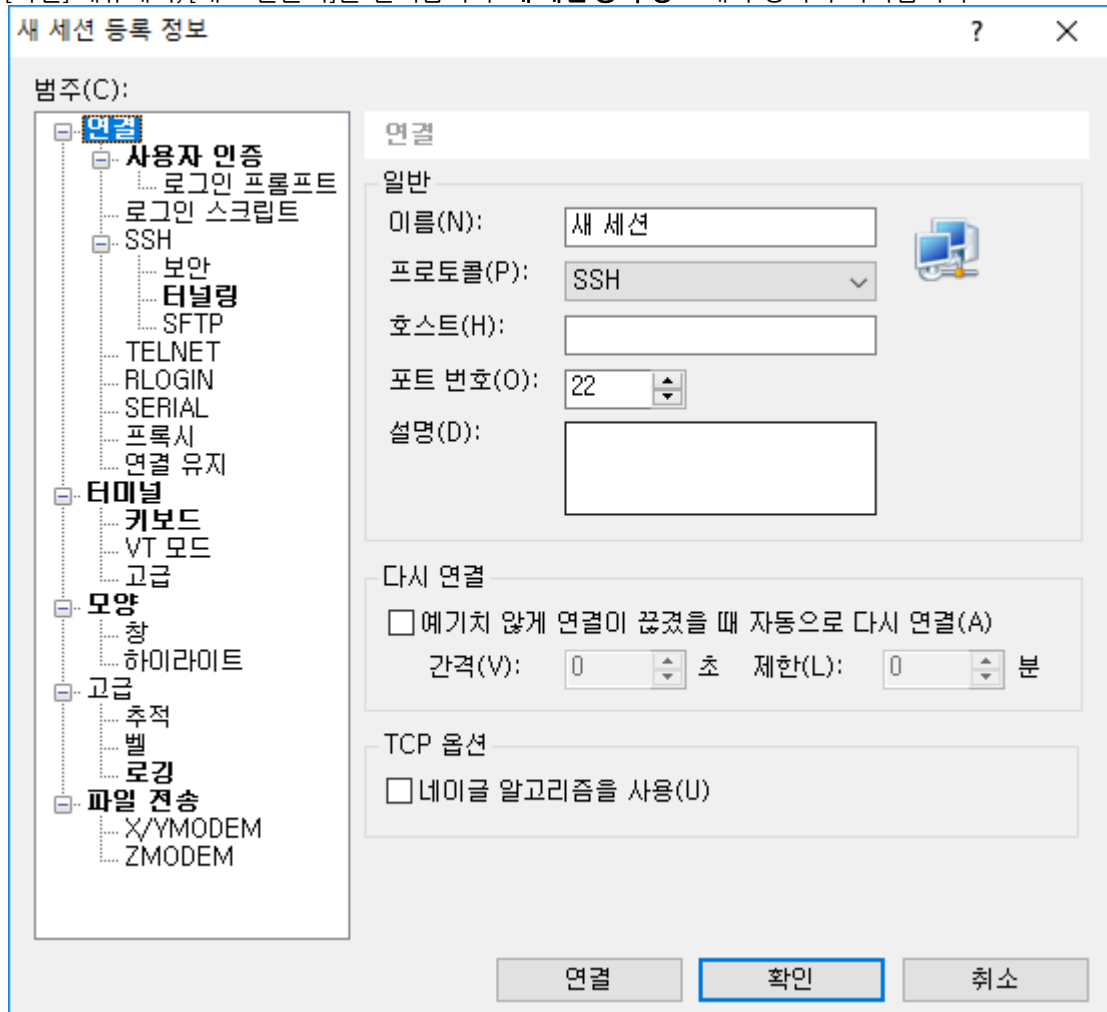 새 세션 등록 정보
?
범주(C):
연결
사용자 인증
로그인 프롬프트
로그인 스크립트
SSH
보안
터널링
SFTP
TELNET
RLOGIN
SERIAL
프록시
연결 유지
터미널
키보드
VT 모드
고급
모양
창
하이라이트
고급
추적
벨
로깅
파일 전송
X/YMODEM
ZMODEM
연결
일반
이름(N): 새 세션
프로토콜(P): SSH
호스트(H):
포트 번호(O): 22
설명(D):
다시 연결
예기치 않게 연결이 끊겼을 때 자동으로 다시 연결(A)
간격(V): 0 초 제한(L): 0 분
TCP 옵션
네이글 알고리즘을 사용(U)
연결 확인 취소